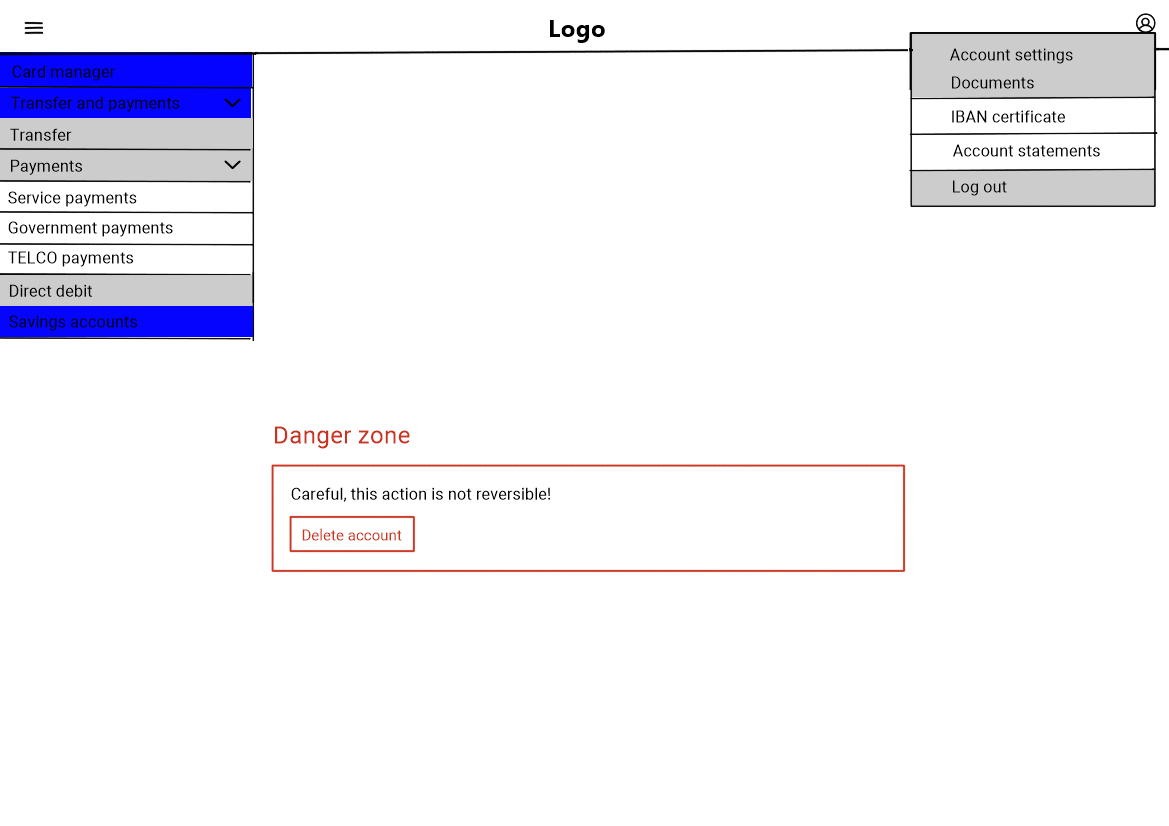 Logo
Card manager
Transfer and payments
Transfer
Payments
Service payments
Government payments
TELCO payments
Direct debit
Savings accounts
Account settings
Documents
IBAN certificate
Account statements
Log out
Danger zone
Careful, this action is not reversible!
Delete account